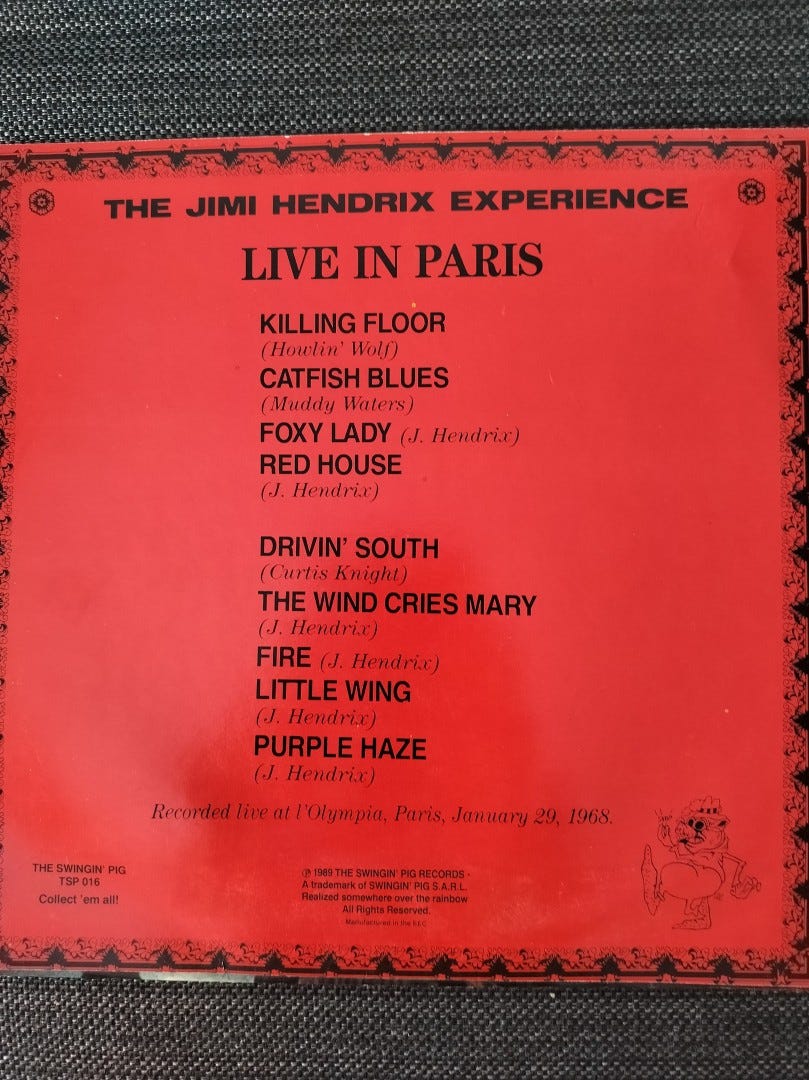 THE JIMI HENDRIX EXPERIENCE
LIVE IN PARIS
KILLING FLOOR
(Howlin' Wolf)
CATFISH BLUES
(Muddy Waters)
FOXY LADY (J. Hendrix)
RED HOUSE
(J. Hendrix)
DRIVIN' SOUTH
(Curtis Knight)
THE WIND CRIES MARY
(J. Hendrix)
FIRE (J. Hendrix)
LITTLE WING
(J. Hendrix)
PURPLE HAZE
(J. Hendrix)
Recorded live at l'Olympia, Paris, January 29, 1968.
THE SWINGIN' PIG
TSP 016
Collect 'em all!
℗ 1989 THE SWINGIN' PIG RECORDS ·
A trademark of SWINGIN' PIG S.A.R.L.
Realized somewhere over the rainbow
All Rights Reserved.
Manufactured in the E.E.C.